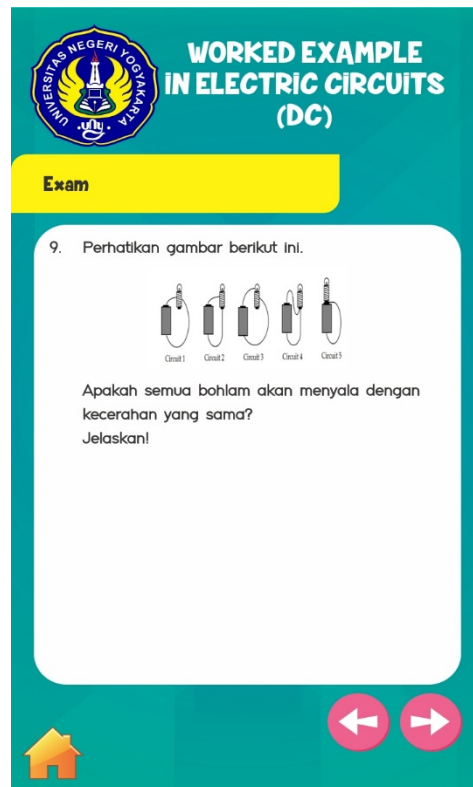 UNIVERSITAS NEGERI YOGYAKARTA
WORKED EXAMPLE
IN ELECTRIC CIRCUITS
(DC)
Exam
9. Perhatikan gambar berikut ini.
Circuit 1 Circuit 2 Circuit 3 Circuit 4 Circuit 5
Apakah semua bohlam akan menyala dengan
kecerahan yang sama?
Jelaskan!